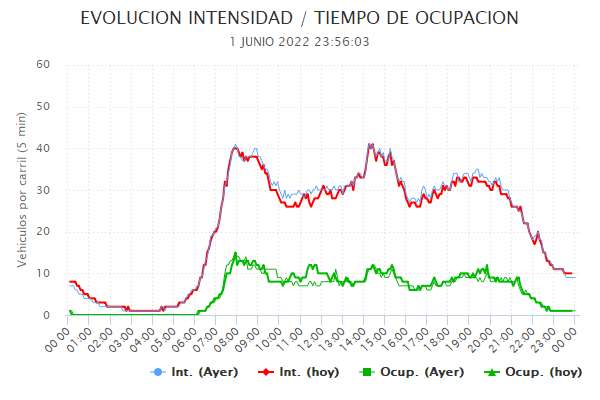 EVOLUCION INTENSIDAD / TIEMPO DE OCUPACION
1 JUNIO 2022 23:56:03
Vehiculos por carril (5 min)
60
50
40
30
20
10
0
00:00 01:00 02:00 03:00 04:00 05:00 06:00 07:00 08:00 09:00 10:00 11:00 12:00 13:00 14:00 15:00 16:00 17:00 18:00 19:00 20:00 21:00 22:00 23:00 00:00
Int. (Ayer) Int. (hoy) Ocup. (Ayer) Ocup. (hoy)